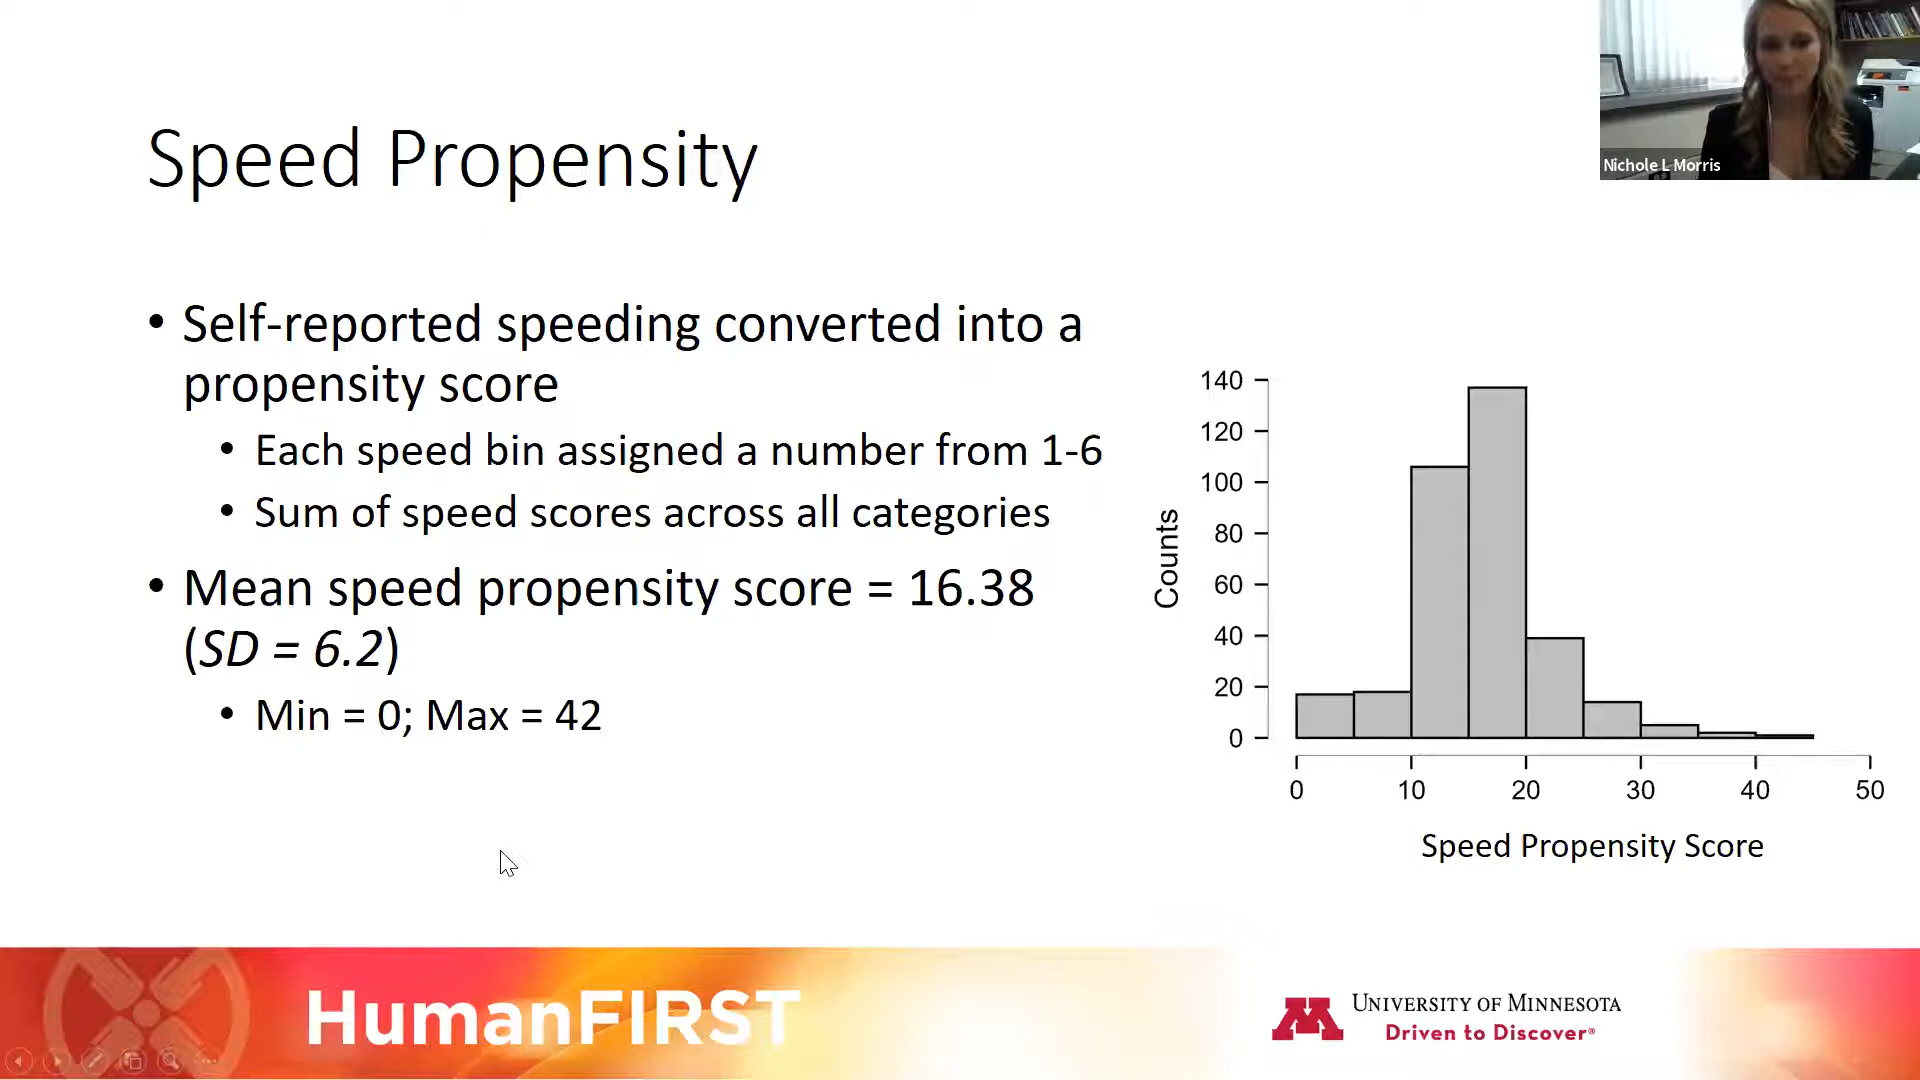 Nichole L Morris
Speed Propensity
• Self-reported speeding converted into a
propensity score
• Each speed bin assigned a number from 1-6
• Sum of speed scores across all categories
• Mean speed propensity score = 16.38
(SD = 6.2)
• Min = 0; Max = 42
140
120
100
80
60
40
20
0
Counts
0 10 20 30 40 50
Speed Propensity Score
HumanFIRST
UNIVERSITY OF MINNESOTA
Driven to Discover®